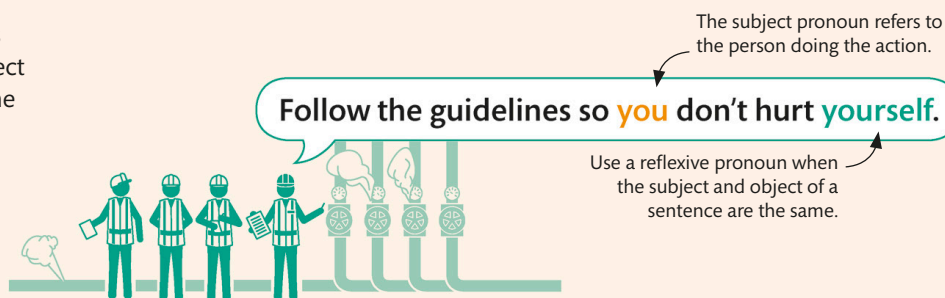 The subject pronoun refers to
the person doing the action.
Follow the guidelines so you don't hurt yourself.
Use a reflexive pronoun when
the subject and object of a
sentence are the same.